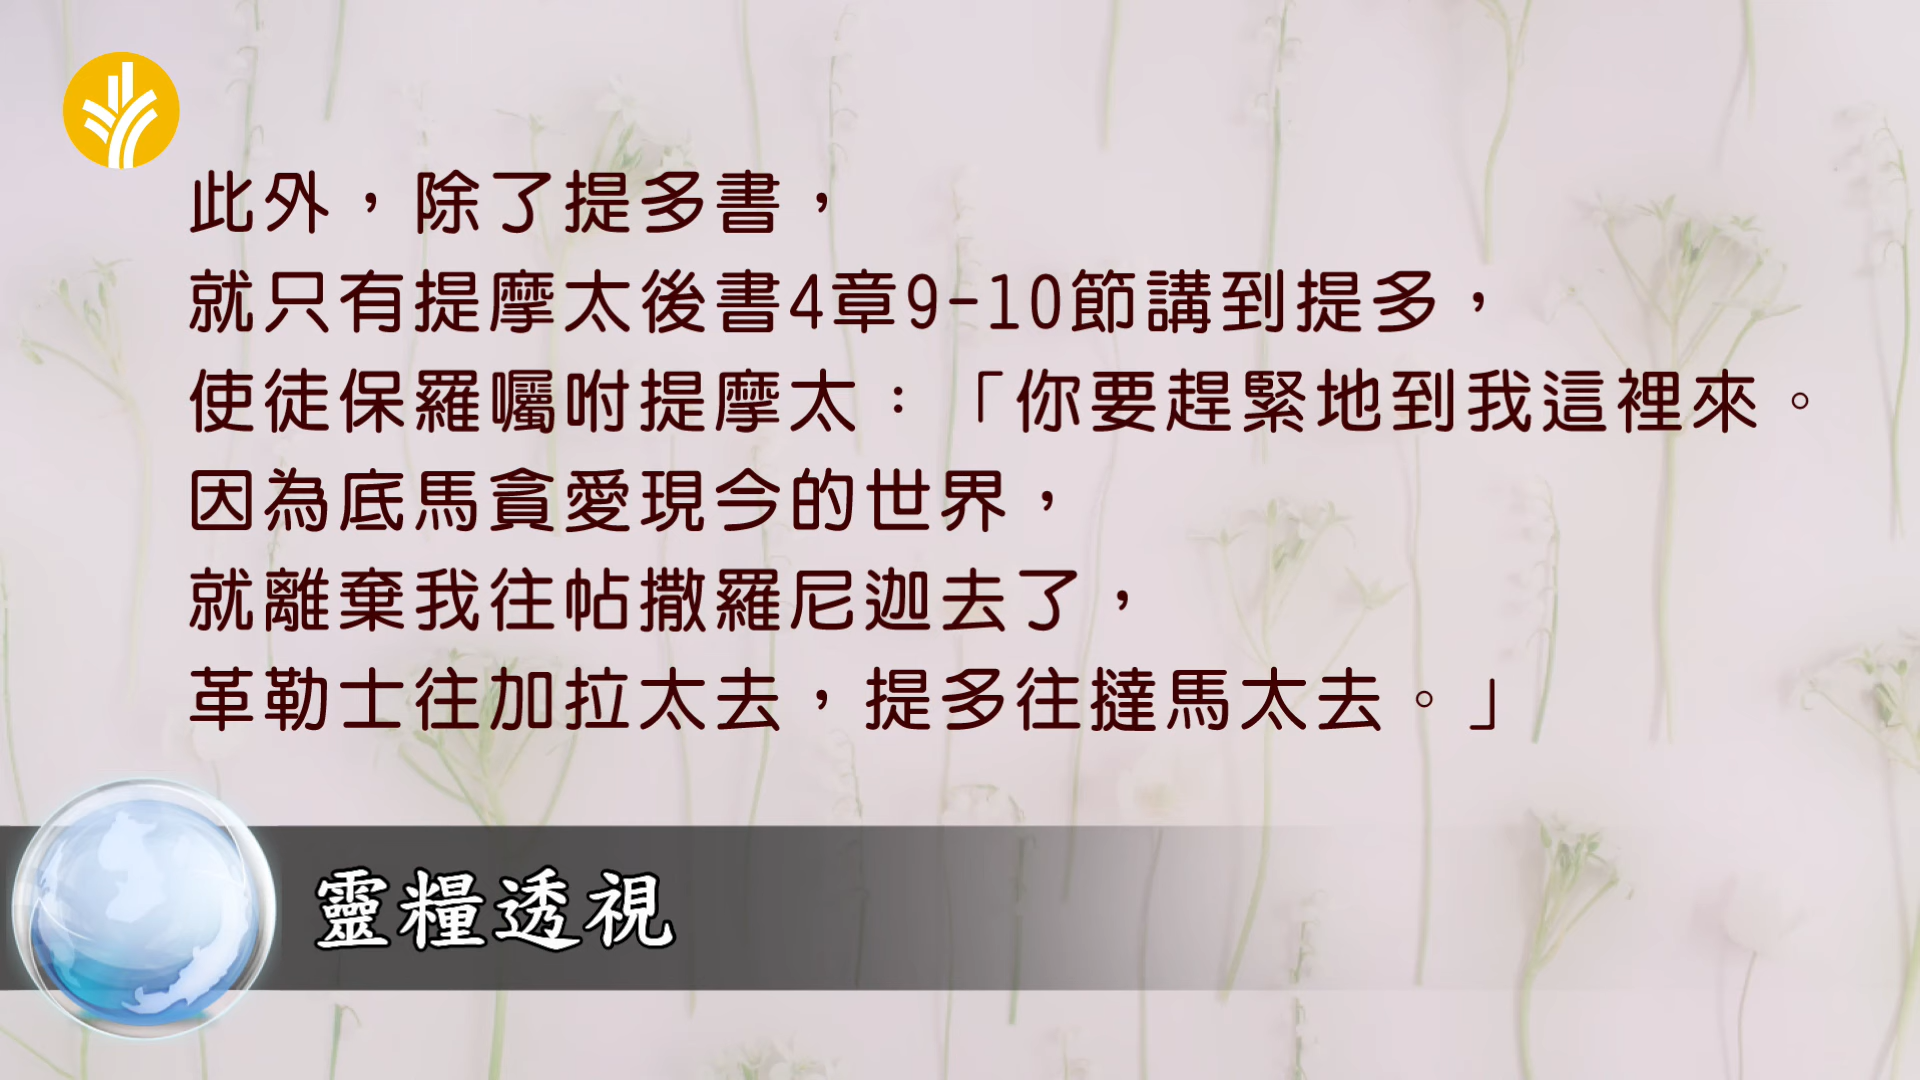 此外，除了提多書，
就只有提摩太後書4章9-10節講到提多，
使徒保羅囑咐提摩太：「你要趕緊地到我這裡來。
因為底馬貪愛現今的世界，
就離棄我往帖撒羅尼迦去了，
革勒士往加拉太去，提多往撻馬太去。」
靈糧透視